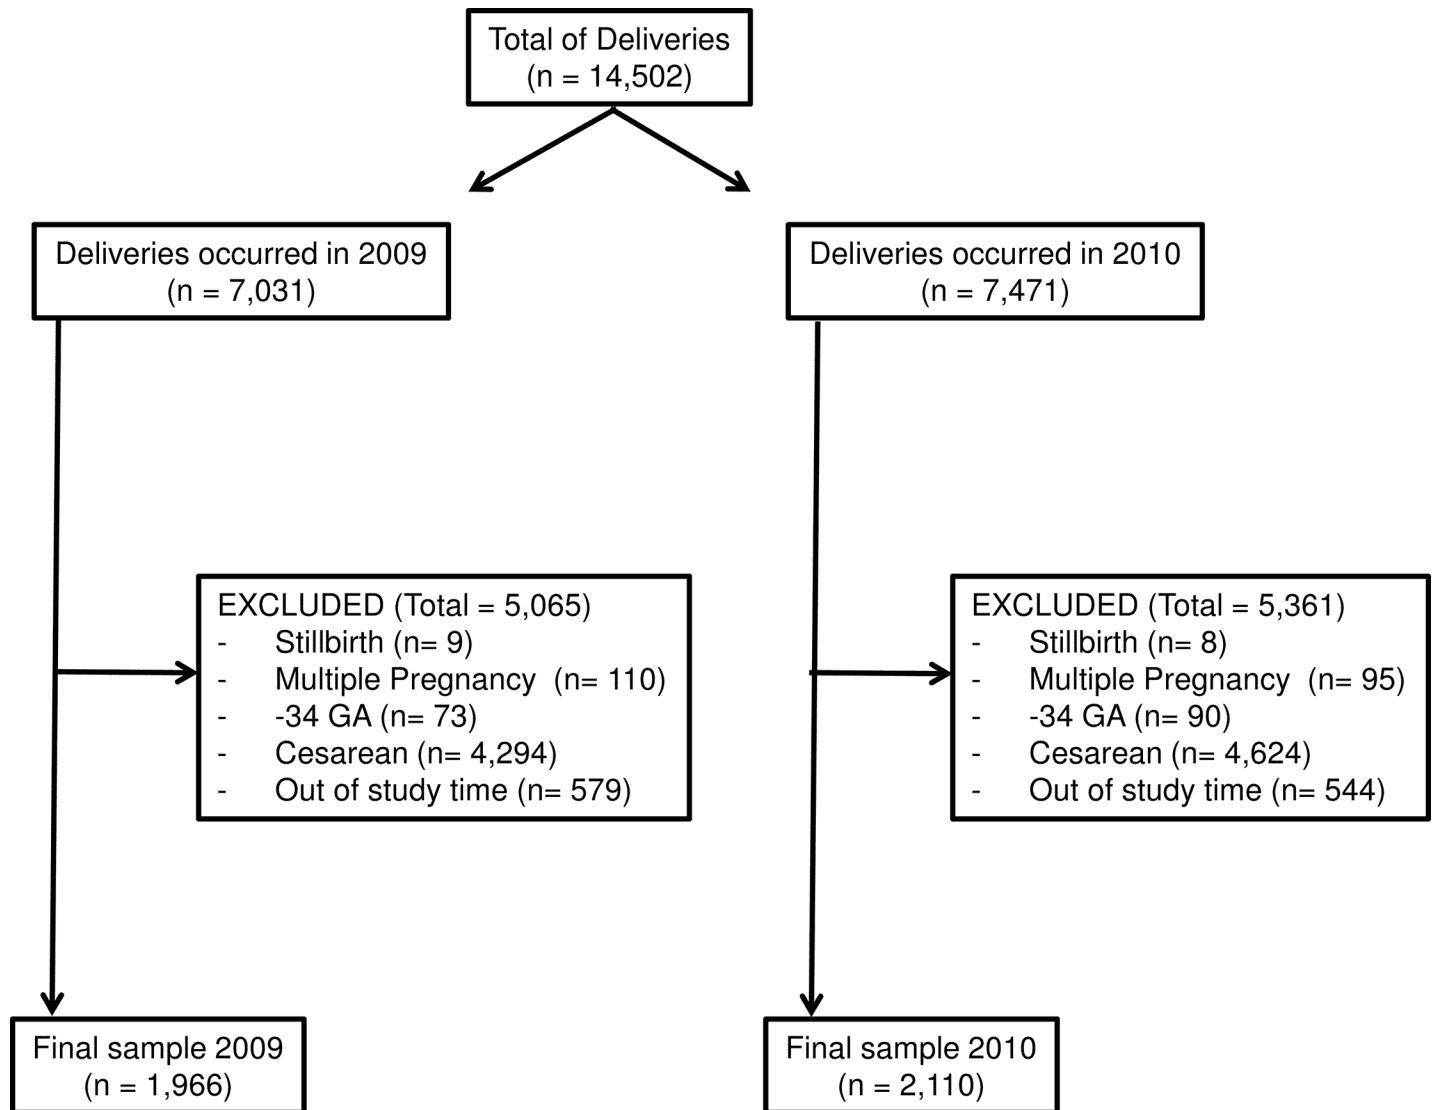 Total of Deliveries
(n = 14,502)
Deliveries occurred in 2009
(n = 7,031)
Deliveries occurred in 2010
(n = 7,471)
EXCLUDED (Total = 5,065)
- Stillbirth (n= 9)
- Multiple Pregnancy (n= 110)
- -34 GA (n= 73)
- Cesarean (n= 4,294)
- Out of study time (n= 579)
EXCLUDED (Total = 5,361)
- Stillbirth (n= 8)
- Multiple Pregnancy (n= 95)
- -34 GA (n= 90)
- Cesarean (n= 4,624)
- Out of study time (n= 544)
Final sample 2009
(n = 1,966)
Final sample 2010
(n = 2,110)